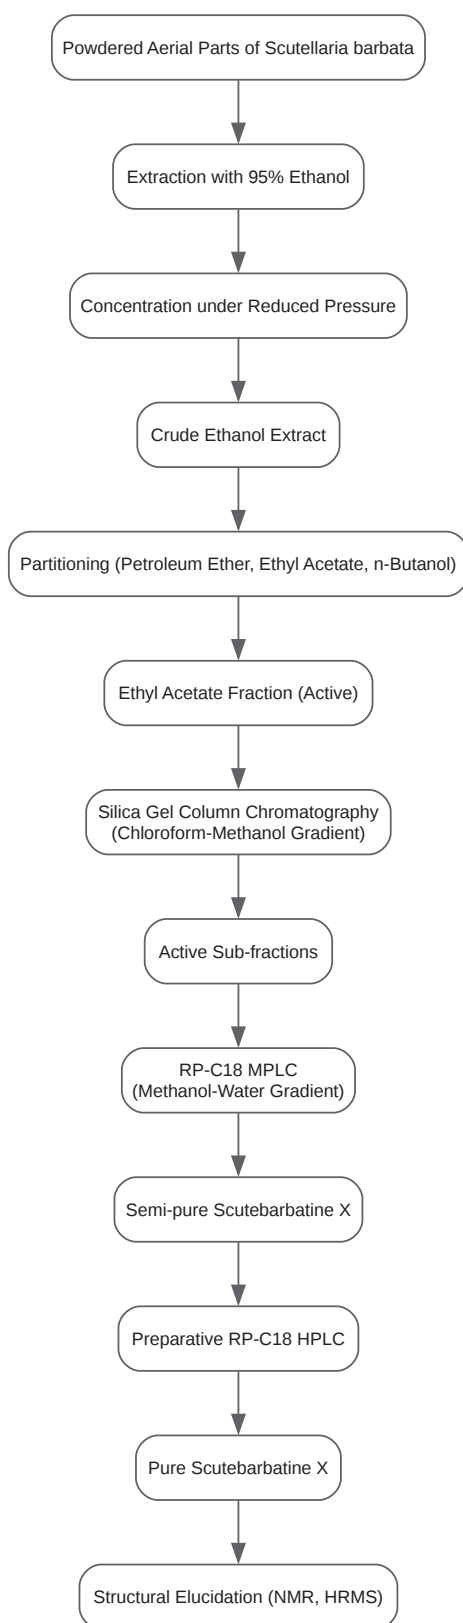 Powdered Aerial Parts of Scutellaria barbata
Extraction with 95% Ethanol
Concentration under Reduced Pressure
Crude Ethanol Extract
Partitioning (Petroleum Ether, Ethyl Acetate, n-Butanol)
Ethyl Acetate Fraction (Active)
Silica Gel Column Chromatography
(Chloroform-Methanol Gradient)
Active Sub-fractions
RP-C18 MPLC
(Methanol-Water Gradient)
Semi-pure Scutebarbatine X
Preparative RP-C18 HPLC
Pure Scutebarbatine X
Structural Elucidation (NMR, HRMS)